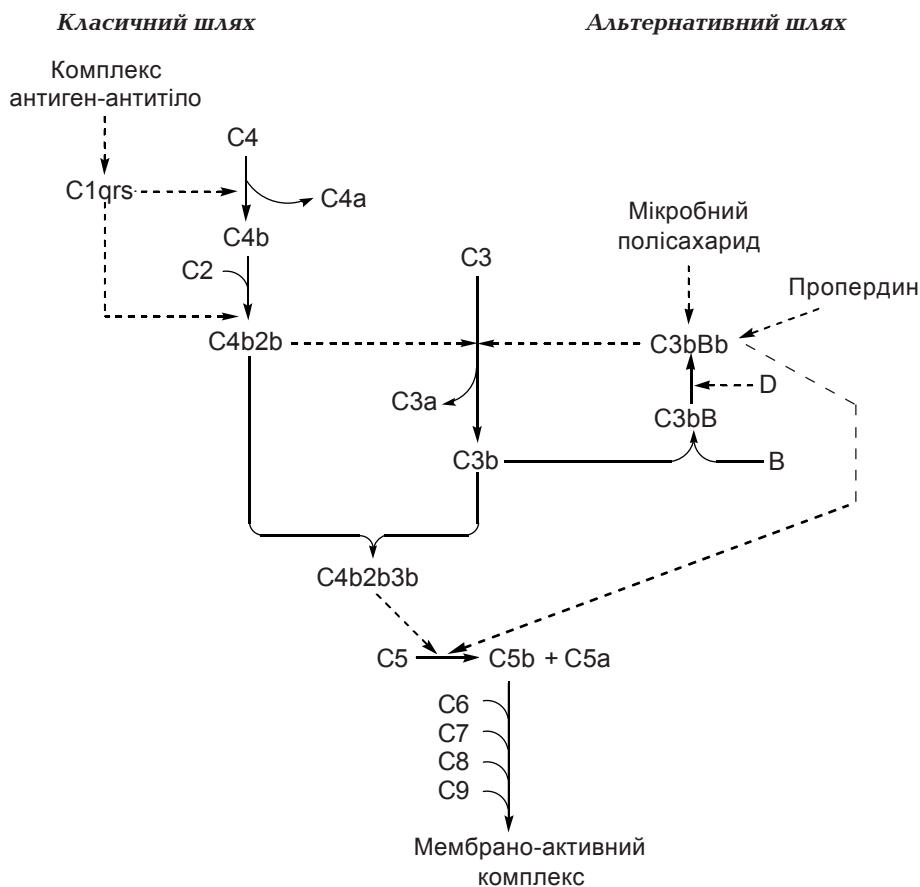 Класичний шлях
Альтернативний шлях
Комплекс
антиген-антитіло
C4
C1qrs
C4a
Мікробний
полісахарид
C4b
C2
C3
Пропердин
C4b2b
C3bBb
C3a
D
C3bB
C3b
B
C4b2b3b
C5
C5b + C5a
C6
C7
C8
C9
Мембрано-активний
комплекс